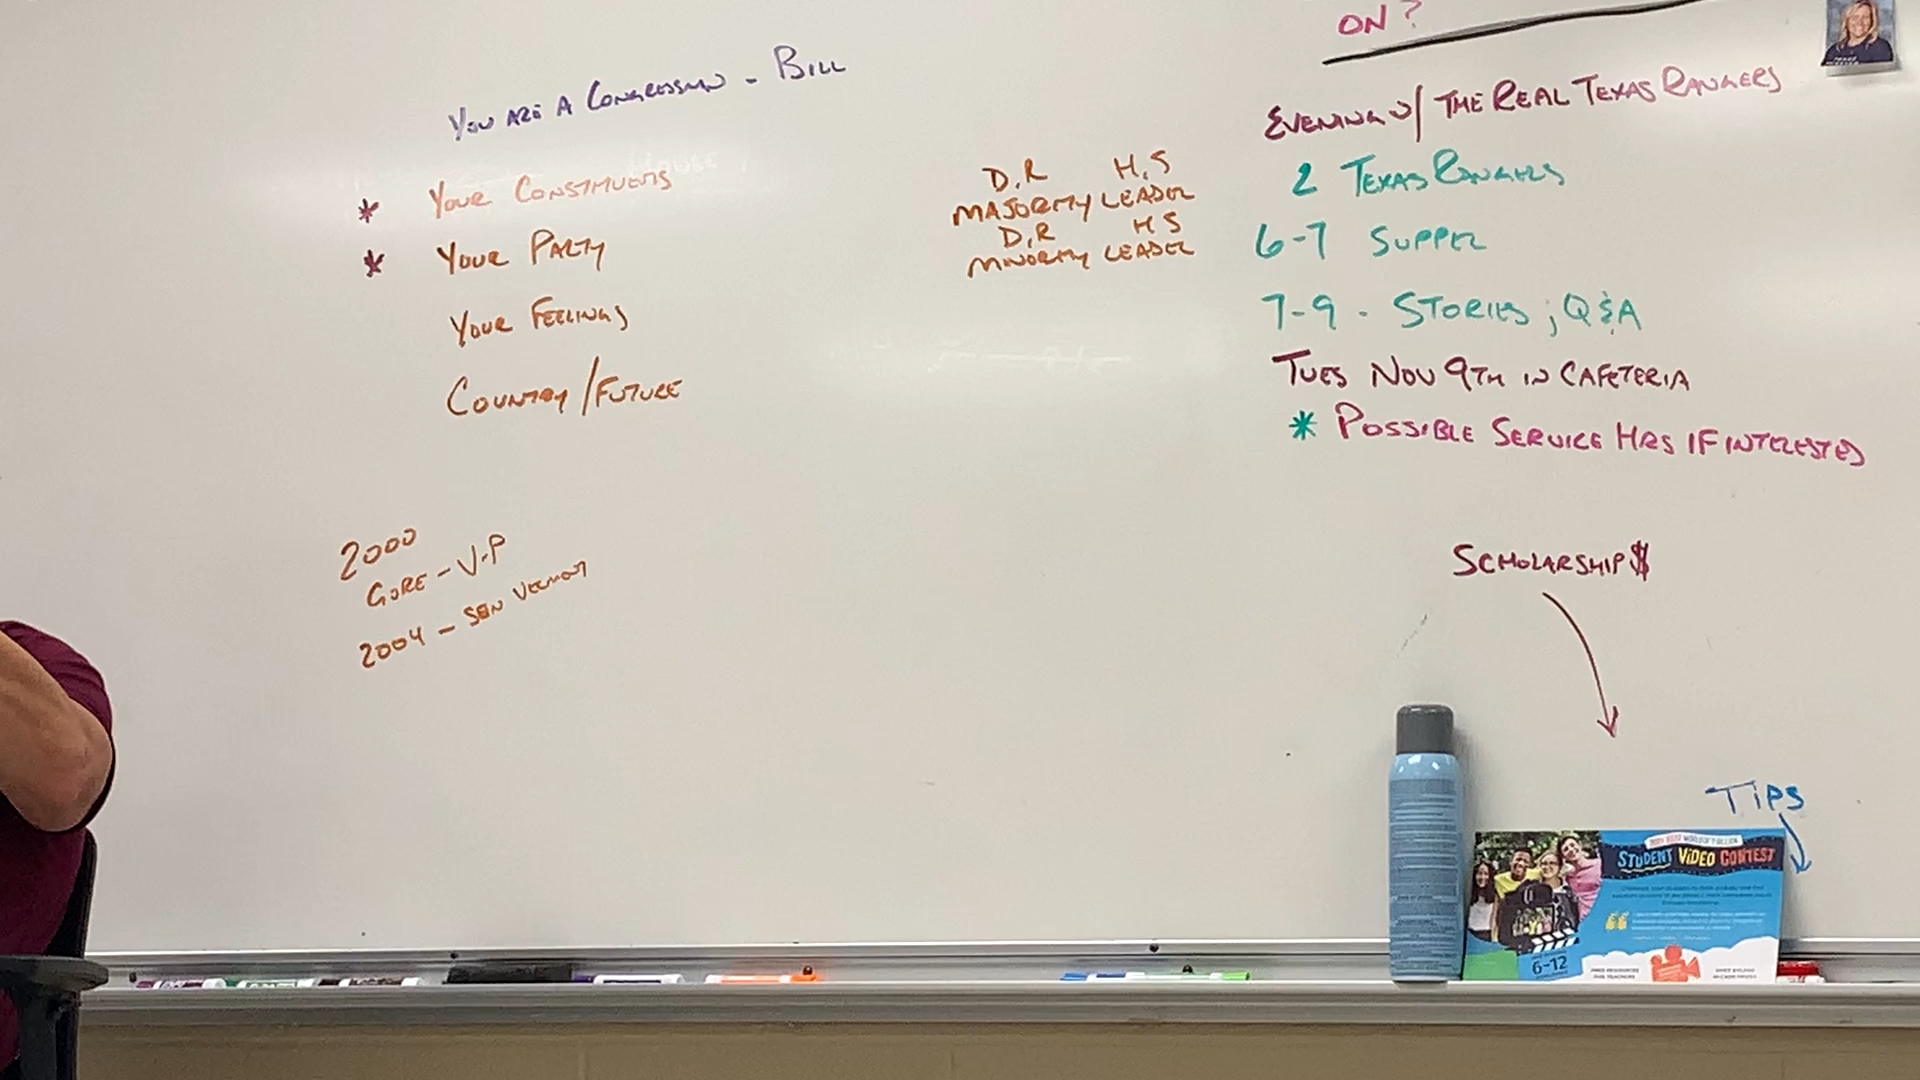 ON?
YOU ARE A CONGRESSMAN - BILL
* YOUR CONSTITUENTS
* YOUR PARTY
YOUR FEELINGS
COUNTRY/FUTURE
D,R H,S
MAJORITY LEADER
D,R H S
MINORITY LEADER
EVENING W/ THE REAL TEXAS RANGERS
2 TEXAS RANGERS
6-7 SUPPER
7-9 - STORIES; Q&A
TUES NOV 9TH IN CAFETERIA
* POSSIBLE SERVICE HRS IF INTERESTED
2000
GORE - V.P
2004 - SEN VERMONT
SCHOLARSHIP$
TIPS
STUDENT VIDEO CONTEST
6-12